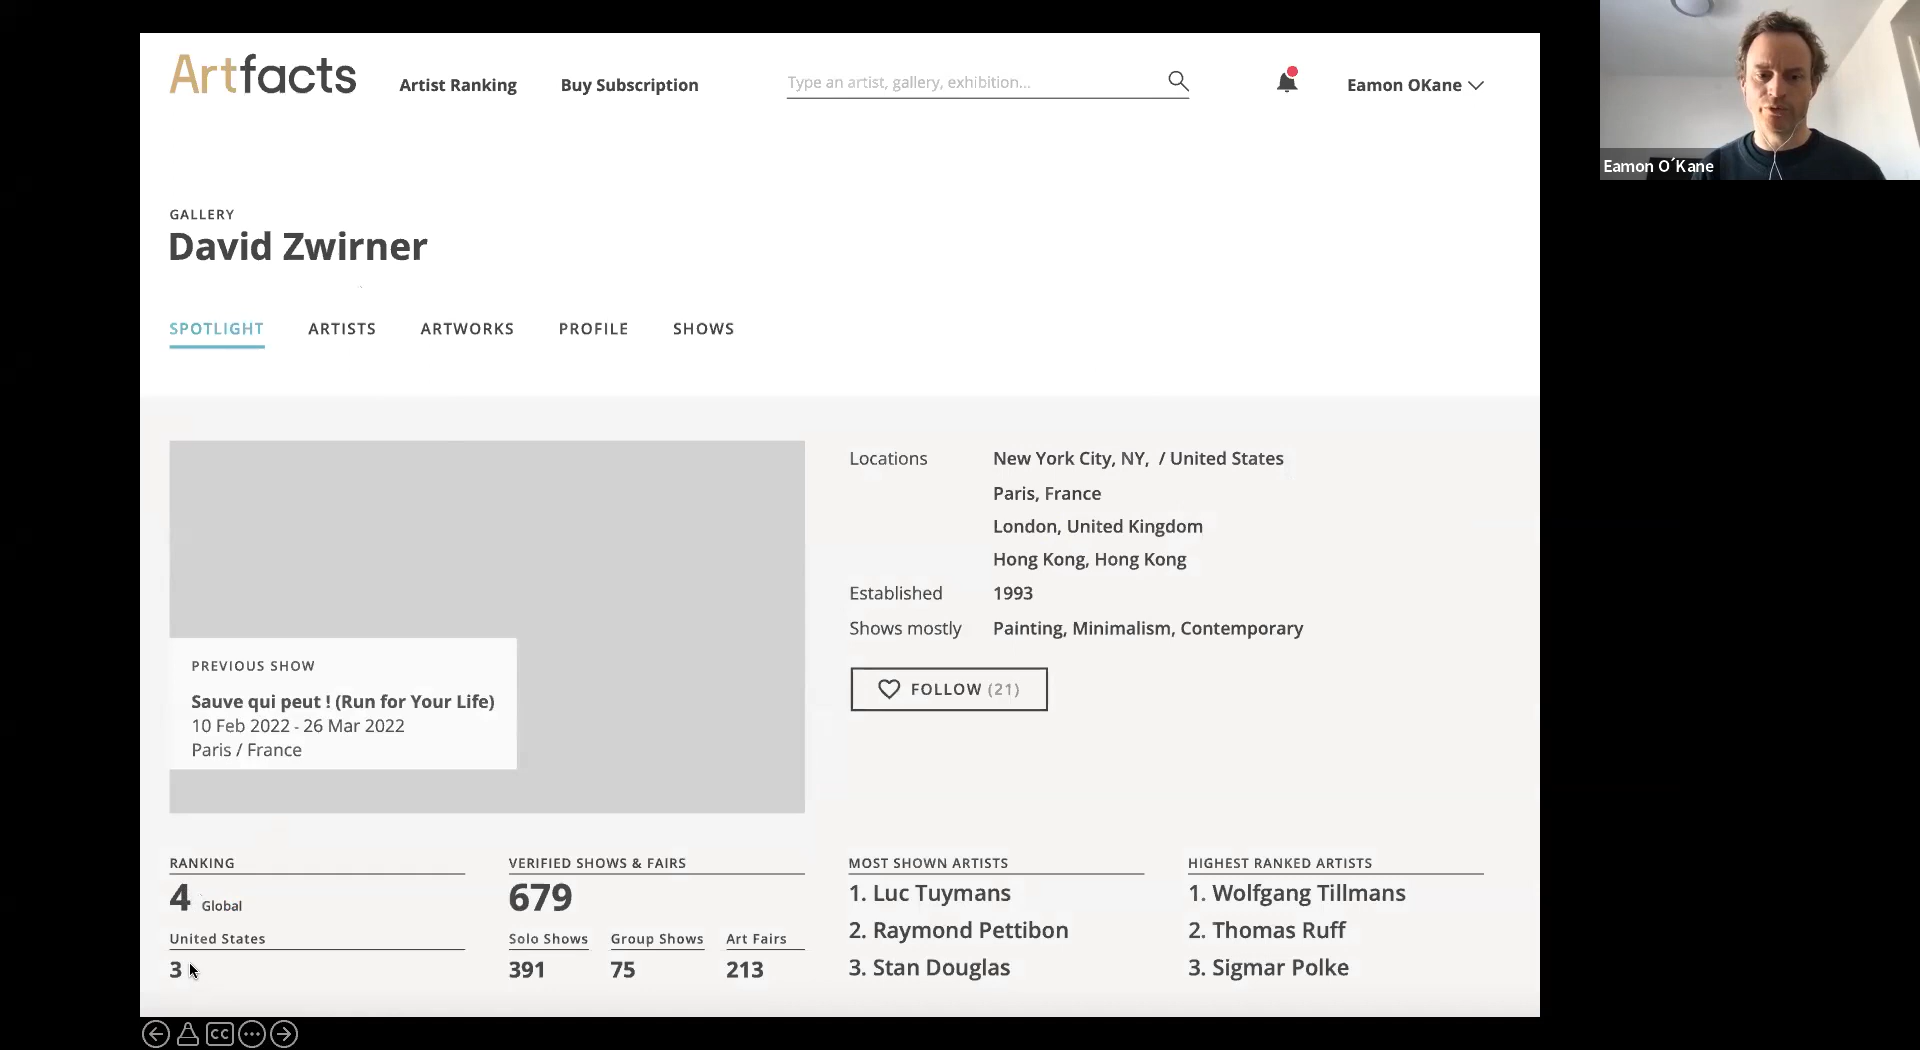 Artfacts
Artist Ranking
Buy Subscription
Type an artist, gallery, exhibition...
Eamon OKane
Eamon O´Kane
GALLERY
David Zwirner
SPOTLIGHT
ARTISTS
ARTWORKS
PROFILE
SHOWS
Locations
New York City, NY, / United States
Paris, France
London, United Kingdom
Hong Kong, Hong Kong
Established
1993
Shows mostly
Painting, Minimalism, Contemporary
FOLLOW (21)
PREVIOUS SHOW
Sauve qui peut ! (Run for Your Life)
10 Feb 2022 - 26 Mar 2022
Paris / France
RANKING
4 Global
United States
3
VERIFIED SHOWS & FAIRS
679
Solo Shows
391
Group Shows
75
Art Fairs
213
MOST SHOWN ARTISTS
1. Luc Tuymans
2. Raymond Pettibon
3. Stan Douglas
HIGHEST RANKED ARTISTS
1. Wolfgang Tillmans
2. Thomas Ruff
3. Sigmar Polke
CC